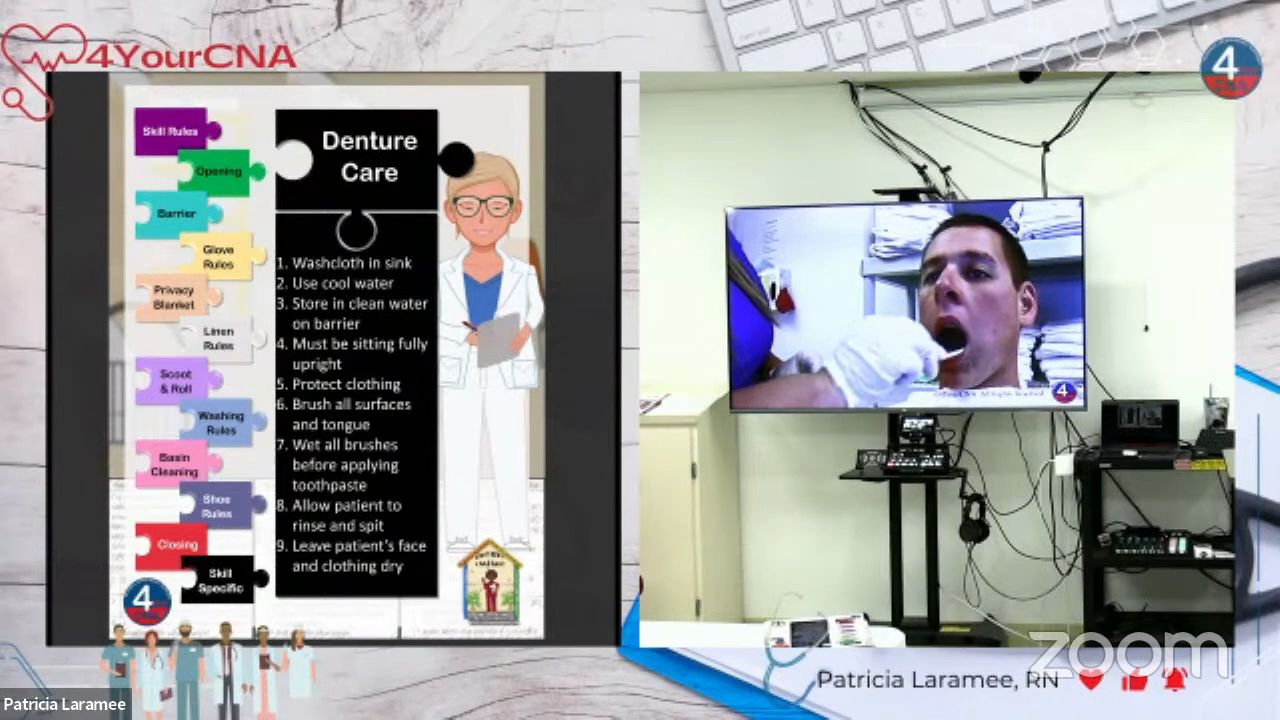 4YourCNA
4
Skill Rules
Opening
Barrier
Glove
Rules
Privacy
Blanket
Linen
Rules
Scoot
& Roll
Washing
Rules
Basin
Cleaning
Shoe
Rules
Closing
Skill
Specific
4
Denture
Care
1. Washcloth in sink
2. Use cool water
3. Store in clean water
on barrier
4. Must be sitting fully
upright
5. Protect clothing
6. Brush all surfaces
and tongue
7. Wet all brushes
before applying
toothpaste
8. Allow patient to
rinse and spit
9. Leave patient's face
and clothing dry
4
zoom
Patricia Laramee, RN
Patricia Laramee